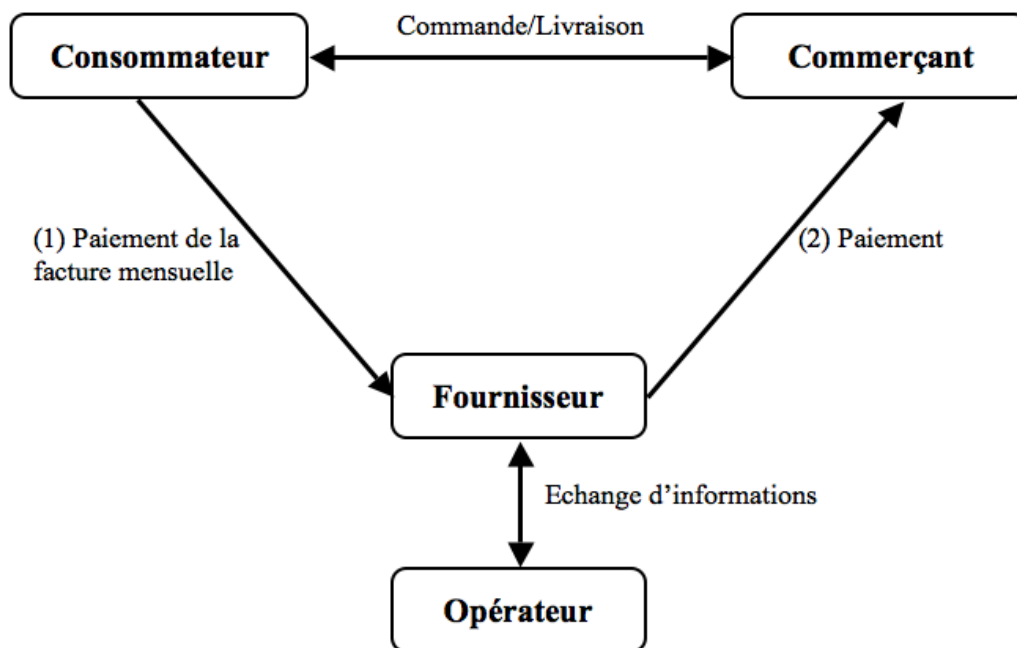 Commande/Livraison
Consommateur
Commerçant
(1) Paiement de la
facture mensuelle
(2) Paiement
Fournisseur
Echange d’informations
Opérateur